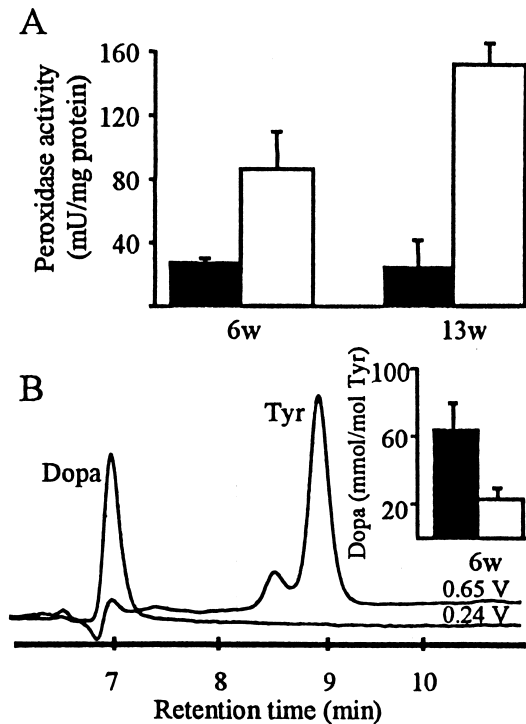 A
Peroxidase activity
(mU/mg protein)
160
120
80
40
6w
13w
B
Dopa
Tyr
Dopa (mmol/mol Tyr)
100
60
20
6w
0.65 V
0.24 V
7
8
9
10
Retention time (min)